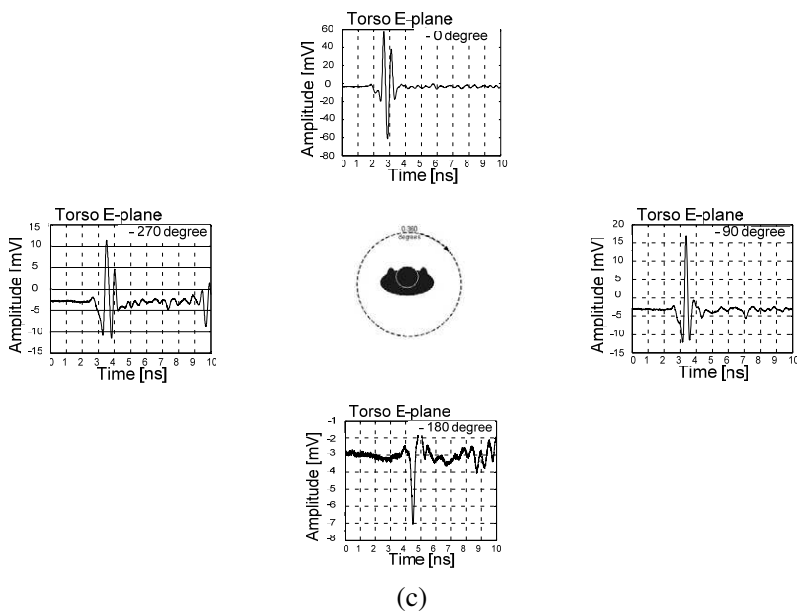 Torso E-plane
- 0 degree
Amplitude [mV]
60
40
20
0
-20
-40
-60
-80
0 1 2 3 4 5 6 7 8 9 10
Time [ns]
Torso E-plane
- 270 degree
Amplitude [mV]
15
10
5
0
-5
-10
-15
0 1 2 3 4 5 6 7 8 9 10
Time [ns]
0.360
degrees
Torso E-plane
- 90 degree
Amplitude [mV]
20
15
10
5
0
-5
-10
-15
0 1 2 3 4 5 6 7 8 9 10
Time [ns]
Torso E-plane
- 180 degree
Amplitude [mV]
-1
-2
-3
-4
-5
-6
-7
-8
0 1 2 3 4 5 6 7 8 9 10
Time [ns]
(c)